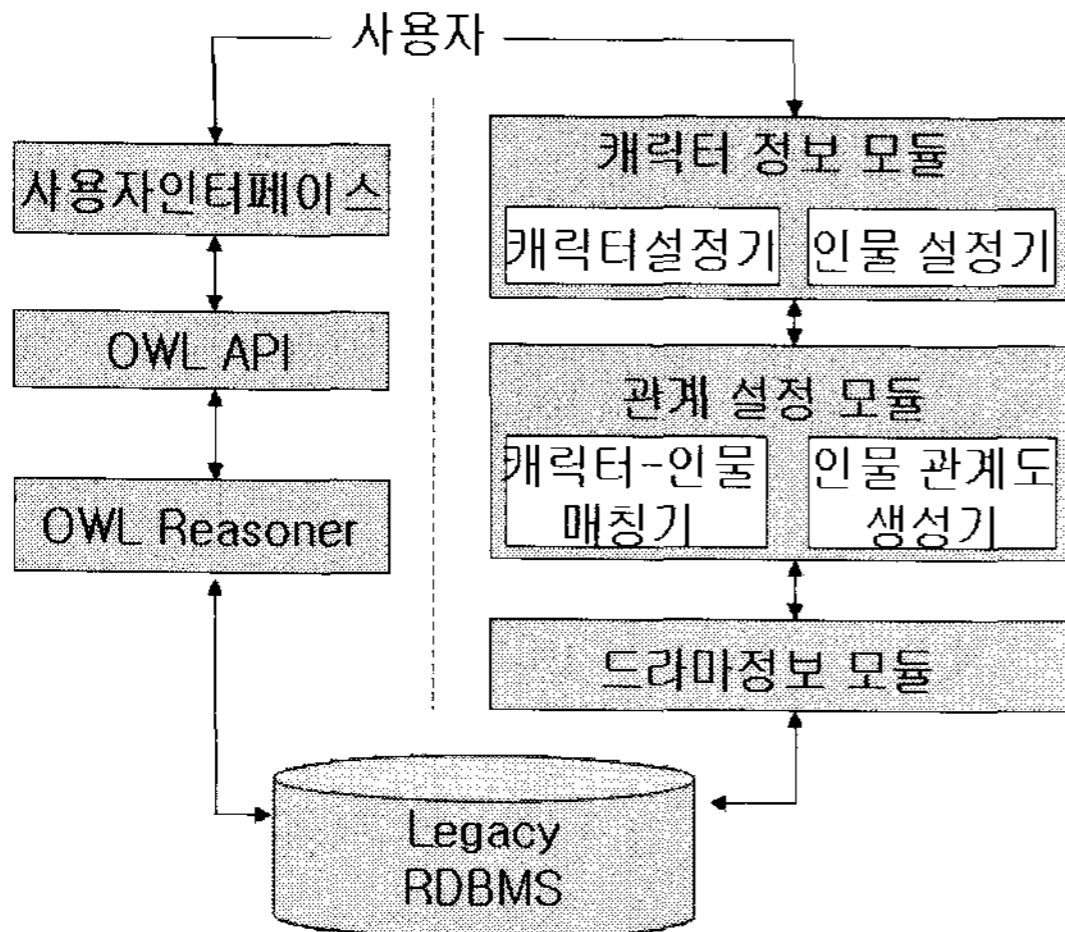 사용자
사용자인터페이스
OWL API
OWL Reasoner
캐릭터 정보 모듈
캐릭터설정기
인물 설정기
관계 설정 모듈
캐릭터-인물
매칭기
인물 관계도
생성기
드라마정보 모듈
Legacy
RDBMS